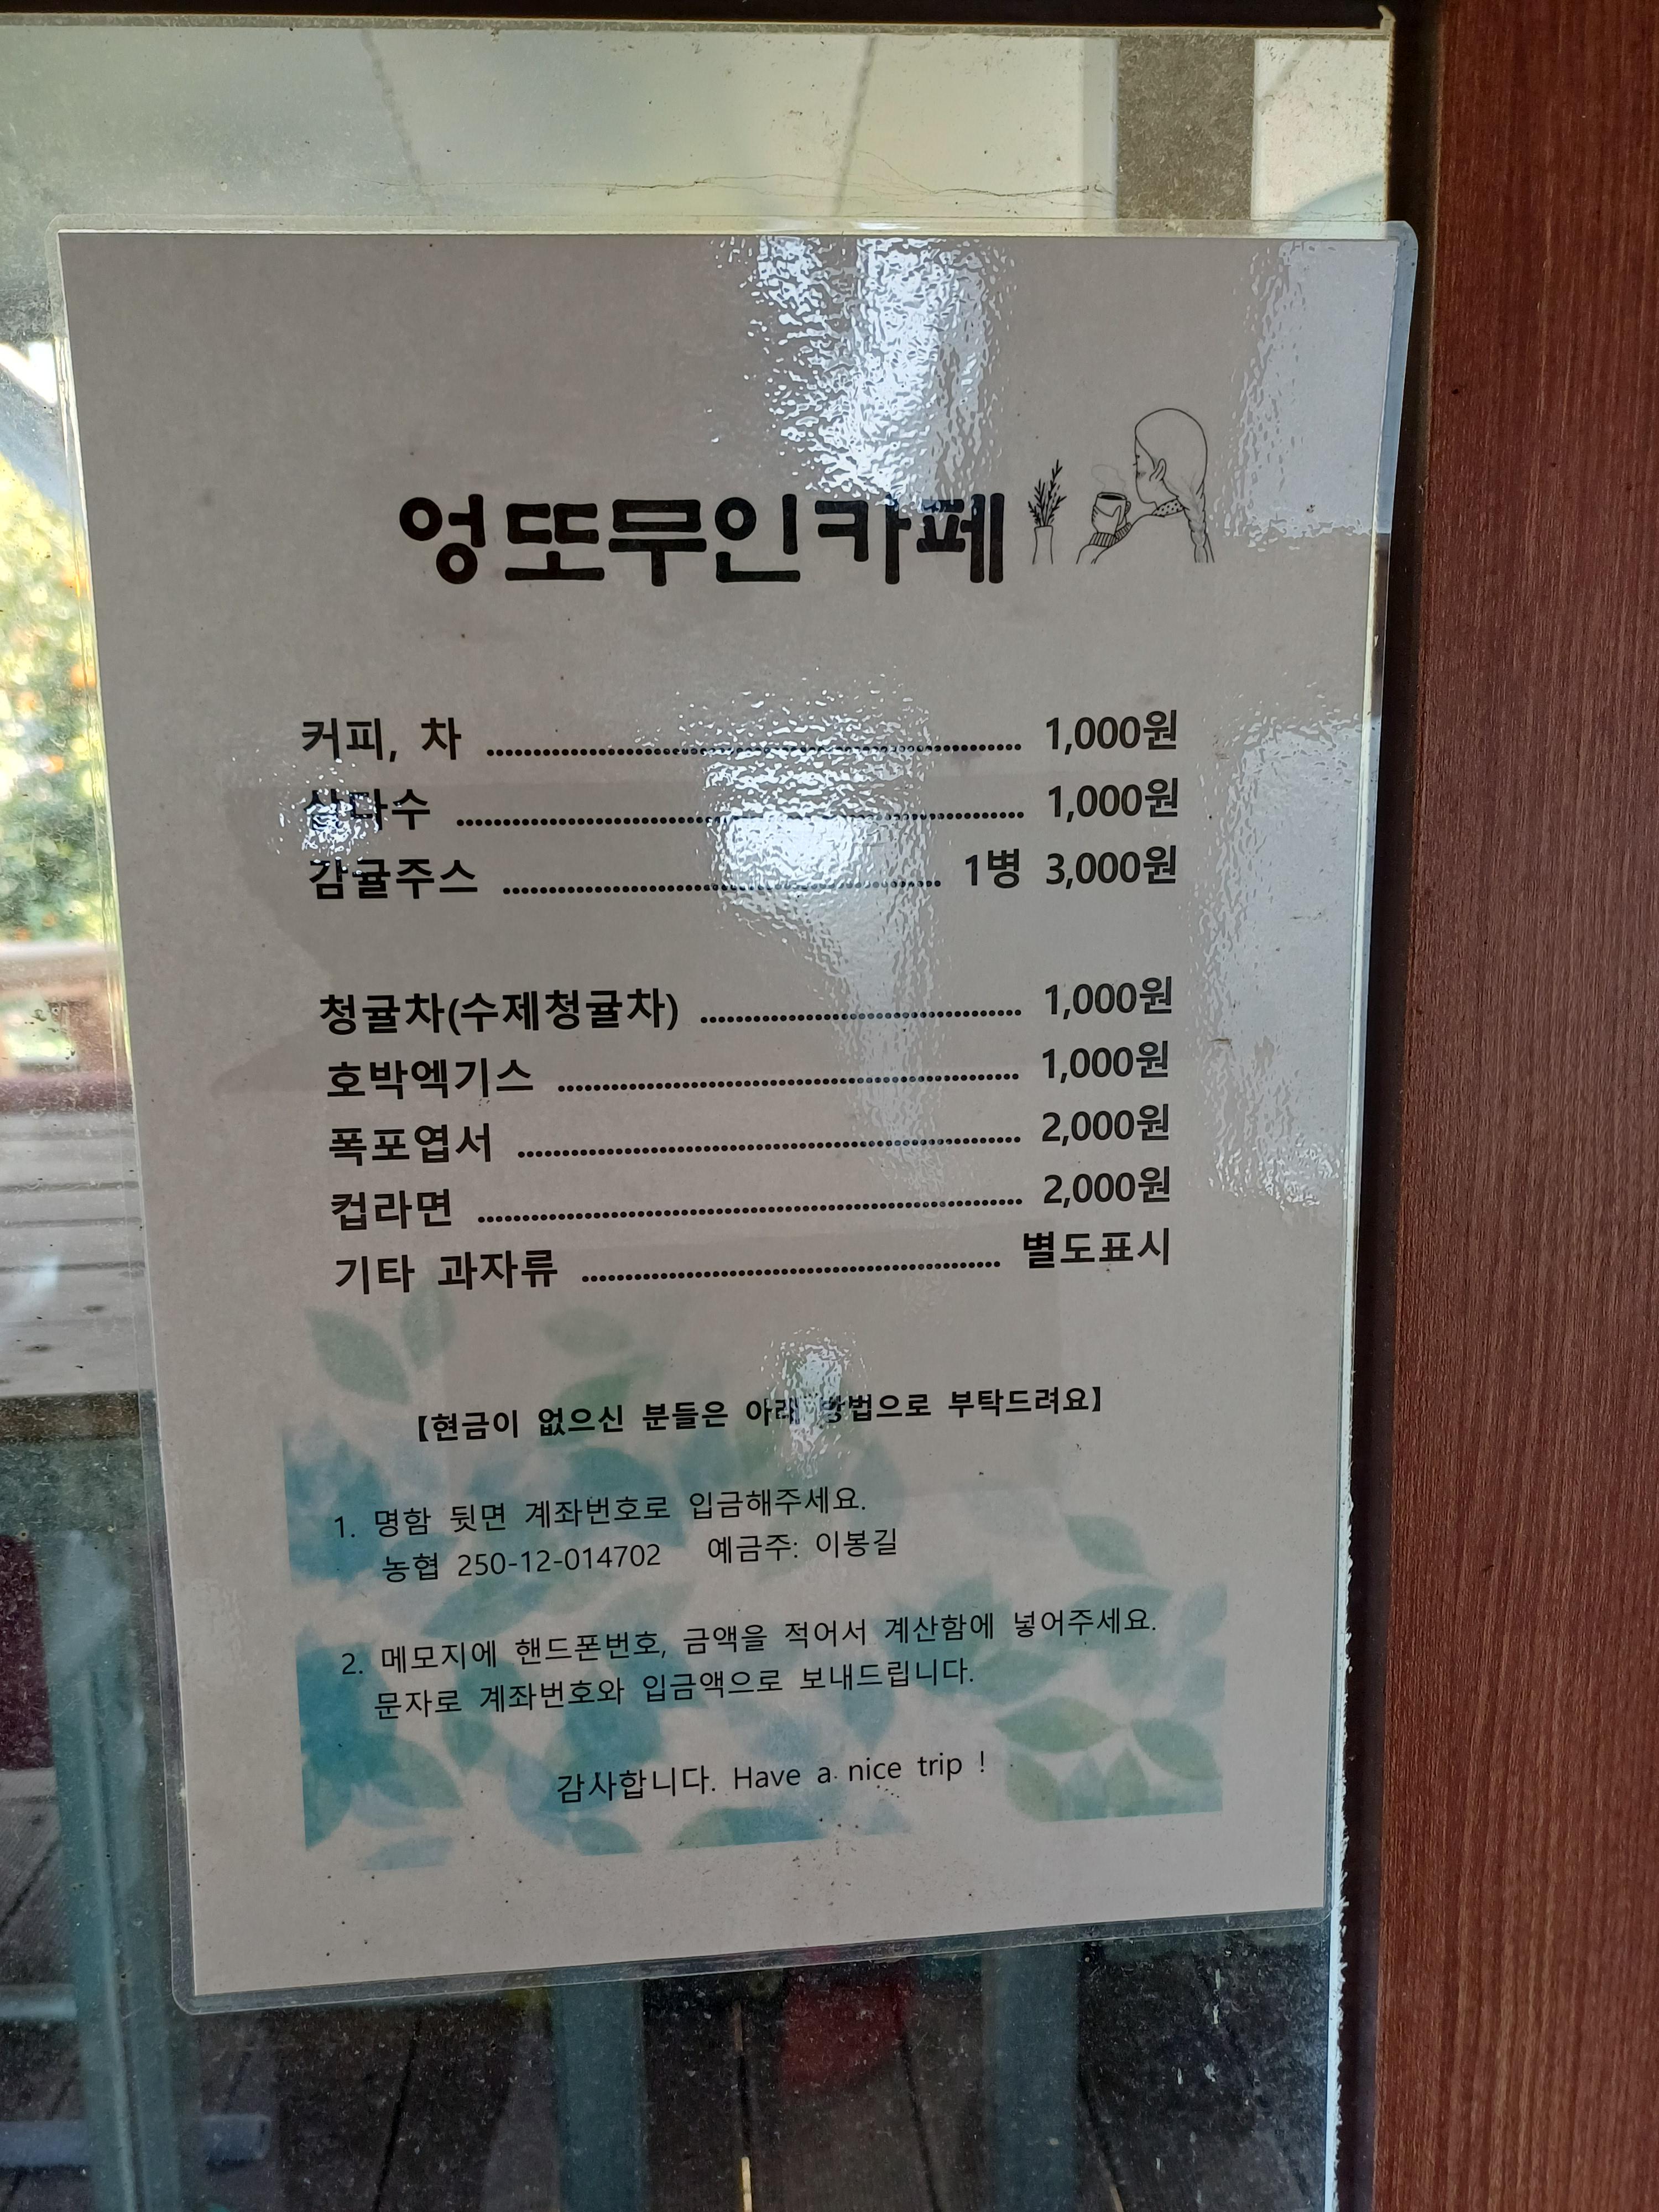 엉또무인카페
커피, 차 ........................................ 1,000원
삼다수 ........................................ 1,000원
감귤주스 ........................................ 1병 3,000원
청귤차(수제청귤차) ........................................ 1,000원
호박엑기스 ........................................ 1,000원
폭포엽서 ........................................ 2,000원
컵라면 ........................................ 2,000원
기타 과자류 ........................................ 별도표시
【현금이 없으신 분들은 아래 방법으로 부탁드려요】
1. 명함 뒷면 계좌번호로 입금해주세요.
농협 250-12-014702 예금주: 이봉길
2. 메모지에 핸드폰번호, 금액을 적어서 계산함에 넣어주세요.
문자로 계좌번호와 입금액으로 보내드립니다.
감사합니다. Have a nice trip !